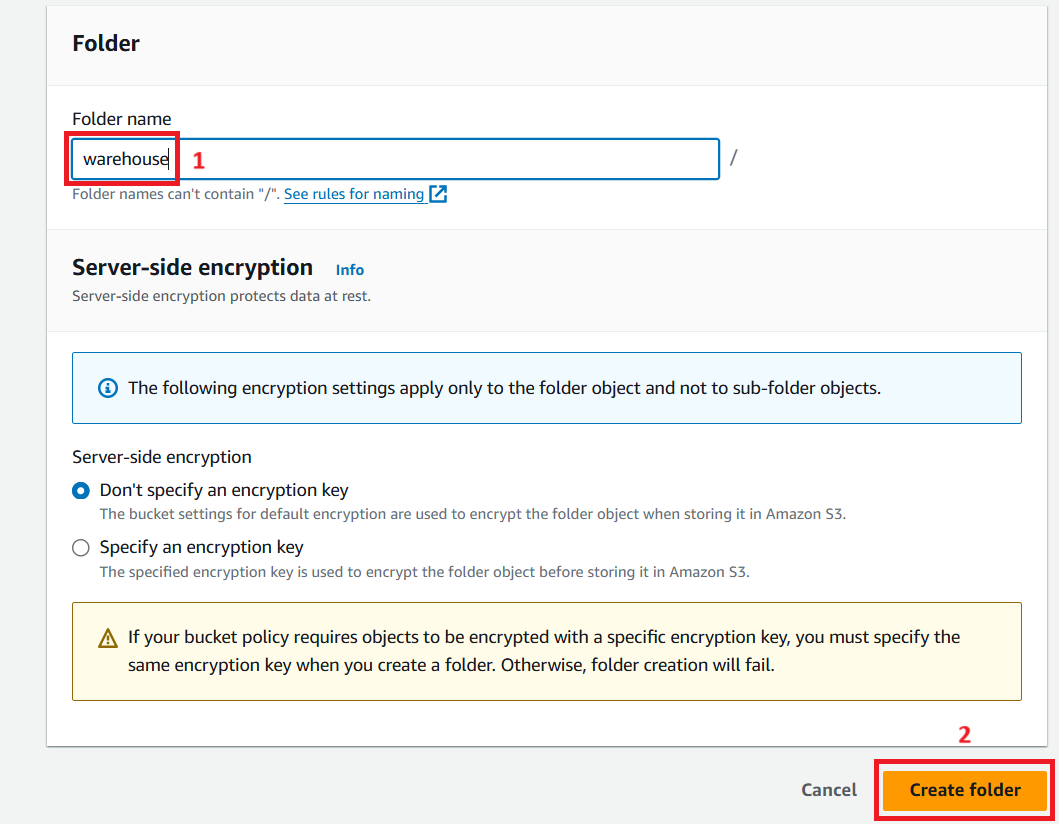 Folder
Folder name
warehouse 1 /
Folder names can't contain "/". See rules for naming
Server-side encryption Info
Server-side encryption protects data at rest.
The following encryption settings apply only to the folder object and not to sub-folder objects.
Server-side encryption
Don't specify an encryption key
The bucket settings for default encryption are used to encrypt the folder object when storing it in Amazon S3.
Specify an encryption key
The specified encryption key is used to encrypt the folder object before storing it in Amazon S3.
If your bucket policy requires objects to be encrypted with a specific encryption key, you must specify the
same encryption key when you create a folder. Otherwise, folder creation will fail.
2
Cancel Create folder